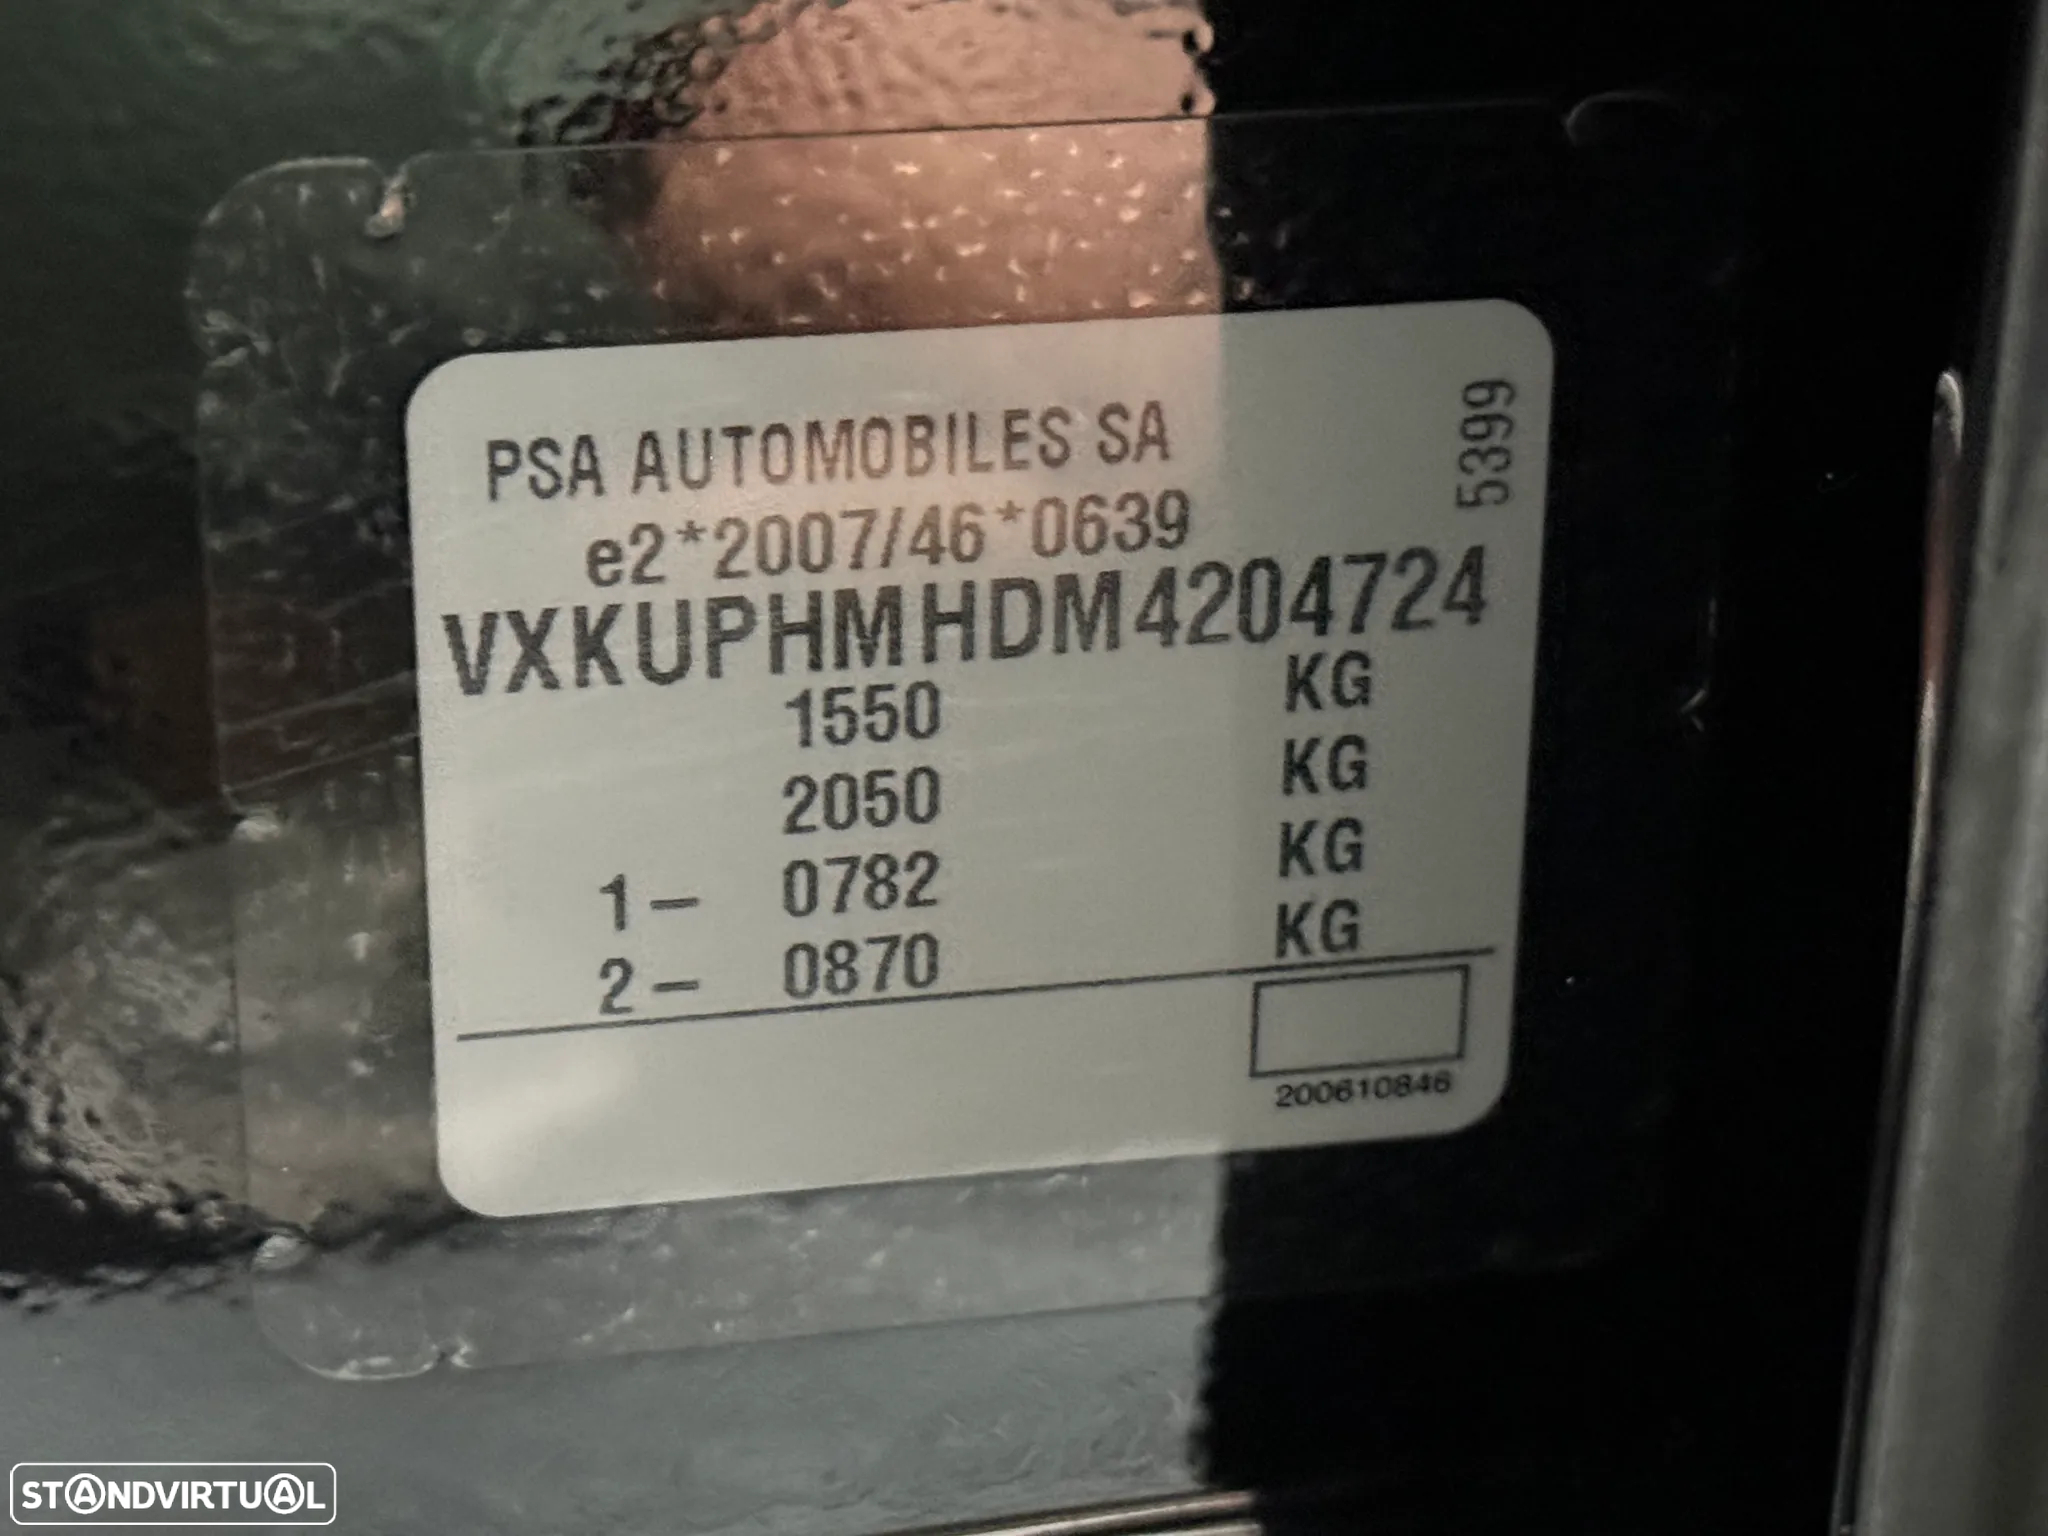 PSA AUTOMOBILES SA
5399
e2*2007/46*0639
VXKUPHMHDM4204724
1550 KG
2050 KG
1- 0782 KG
2- 0870 KG
200610846
STANDVIRTUAL